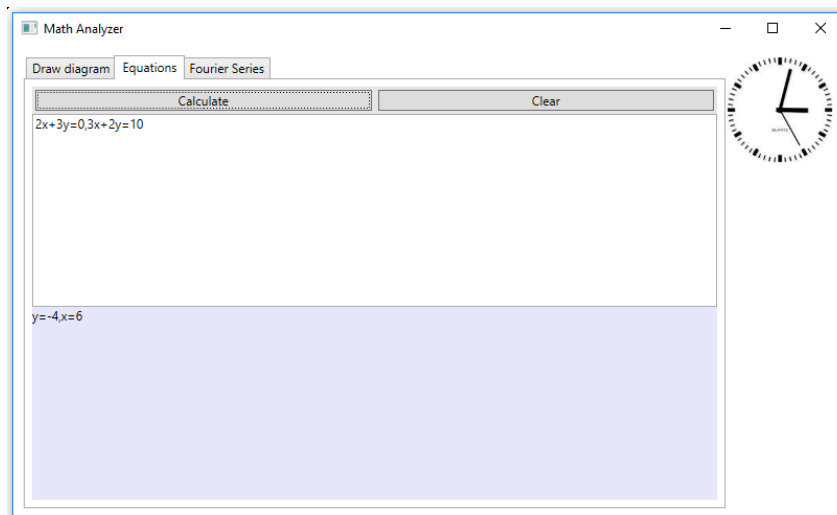 Math Analyzer
Draw diagram Equations Fourier Series
Calculate Clear
2x+3y=0,3x+2y=10
y=-4,x=6